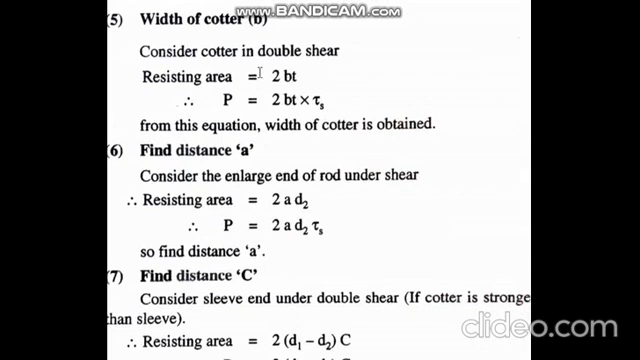 WWW.BANDICAM.COM
(5) Width of cotter (b)
Consider cotter in double shear
Resisting area = 2 bt
∴ P = 2 bt × τs
from this equation, width of cotter is obtained.
(6) Find distance ‘a’
Consider the enlarge end of rod under shear
∴ Resisting area = 2 a d2
∴ P = 2 a d2 τs
so find distance ‘a’.
(7) Find distance ‘C’
Consider sleeve end under double shear (If cotter is stronge
than sleeve).
∴ Resisting area = 2 (d1 – d2) C
clideo.com